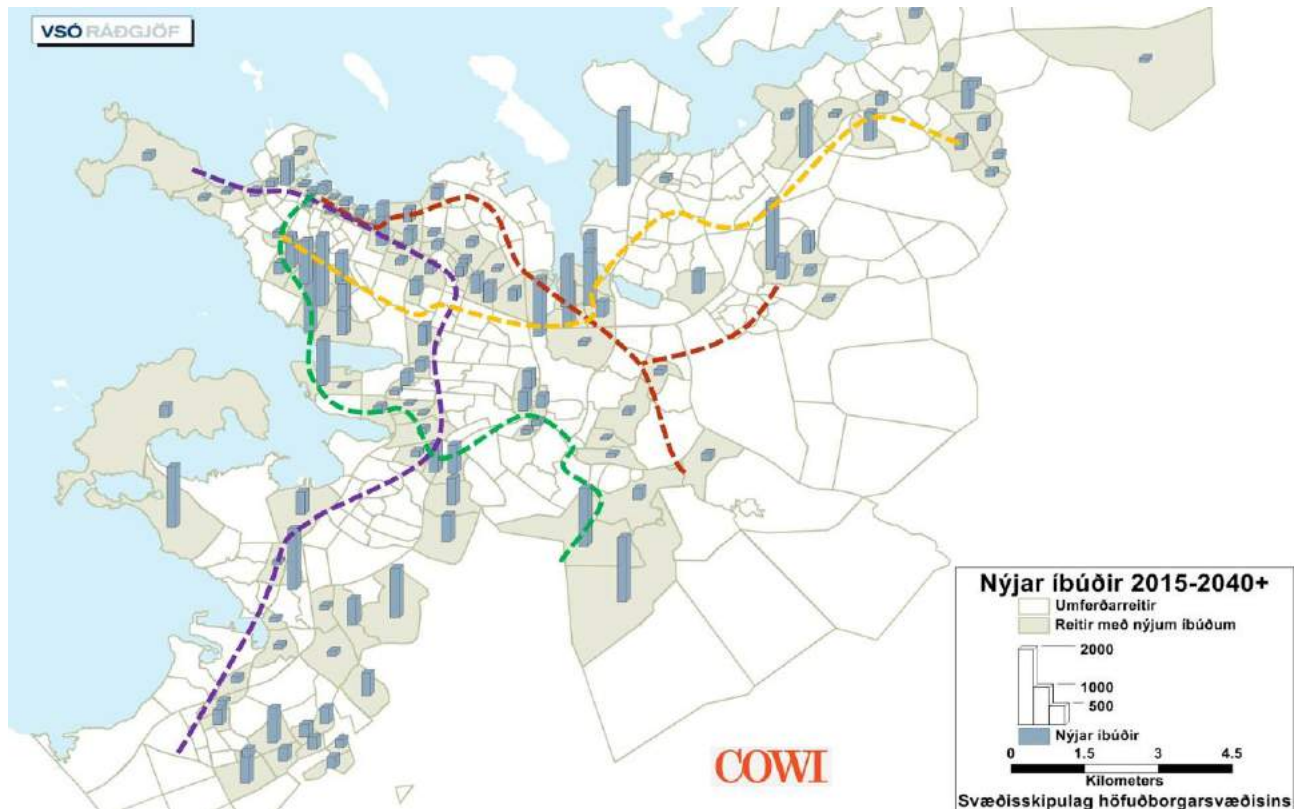 VSÓ RÁÐGJÖF
Nýjar íbúðir 2015-2040+
Umferðarreitir
Reitir með nýjum íbúðum
2000
1000
500
Nýjar íbúðir
0 1.5 3 4.5
Kilometers
Svæðisskipulag höfuðborgarsvæðisins
COWI